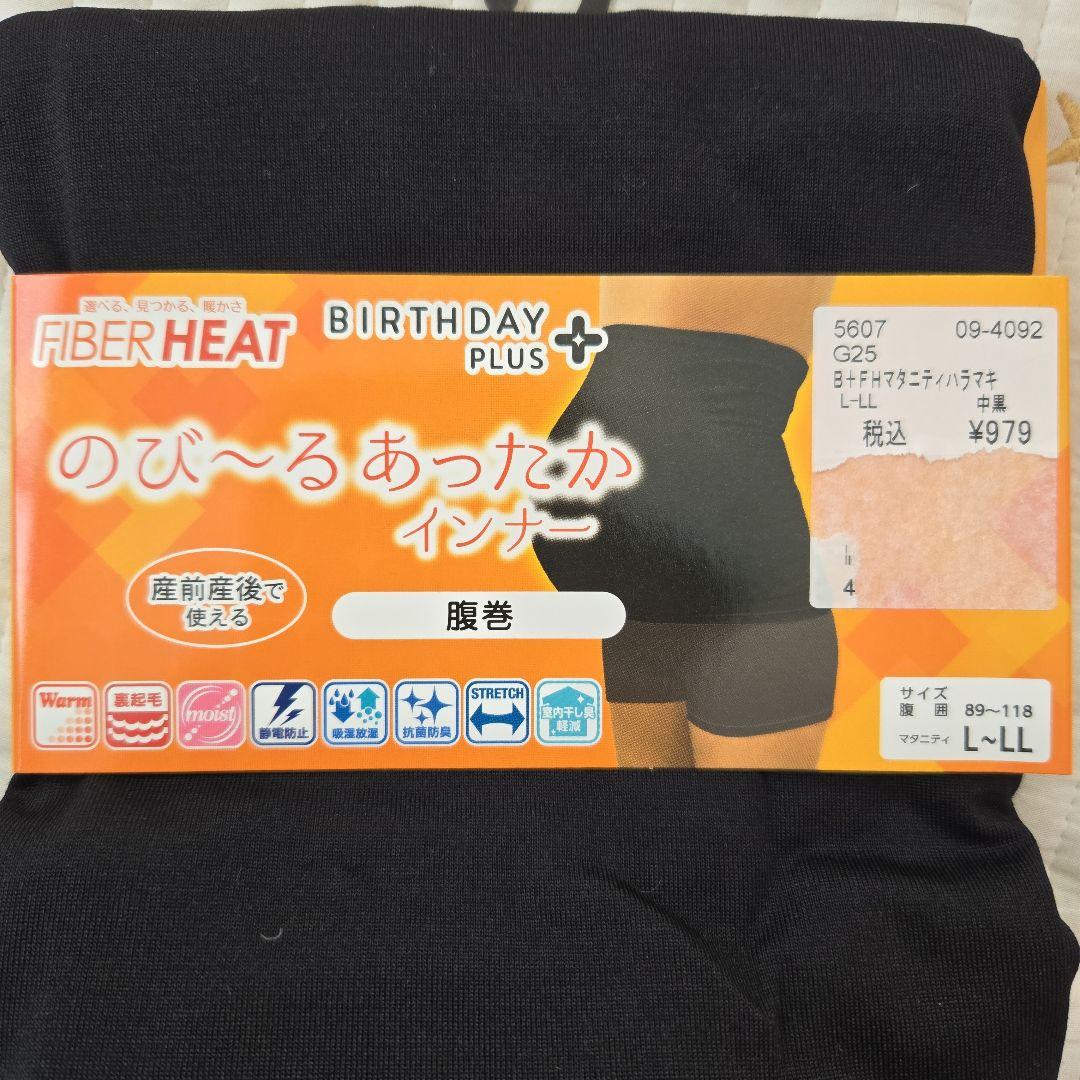 選べる、見つかる、暖かさ
FIBER HEAT
BIRTHDAY
PLUS
のび〜るあったか
インナー
産前産後で
使える
腹巻
Warm
裏起毛
moist
静電防止
吸湿放湿
抗菌防臭
STRETCH
室内干し臭
軽減
5607 09-4092
G25
B+FHマタニティハラマキ
L-LL 中黒
税込 ¥979
4
サイズ
腹囲 89〜118
マタニティ L〜LL